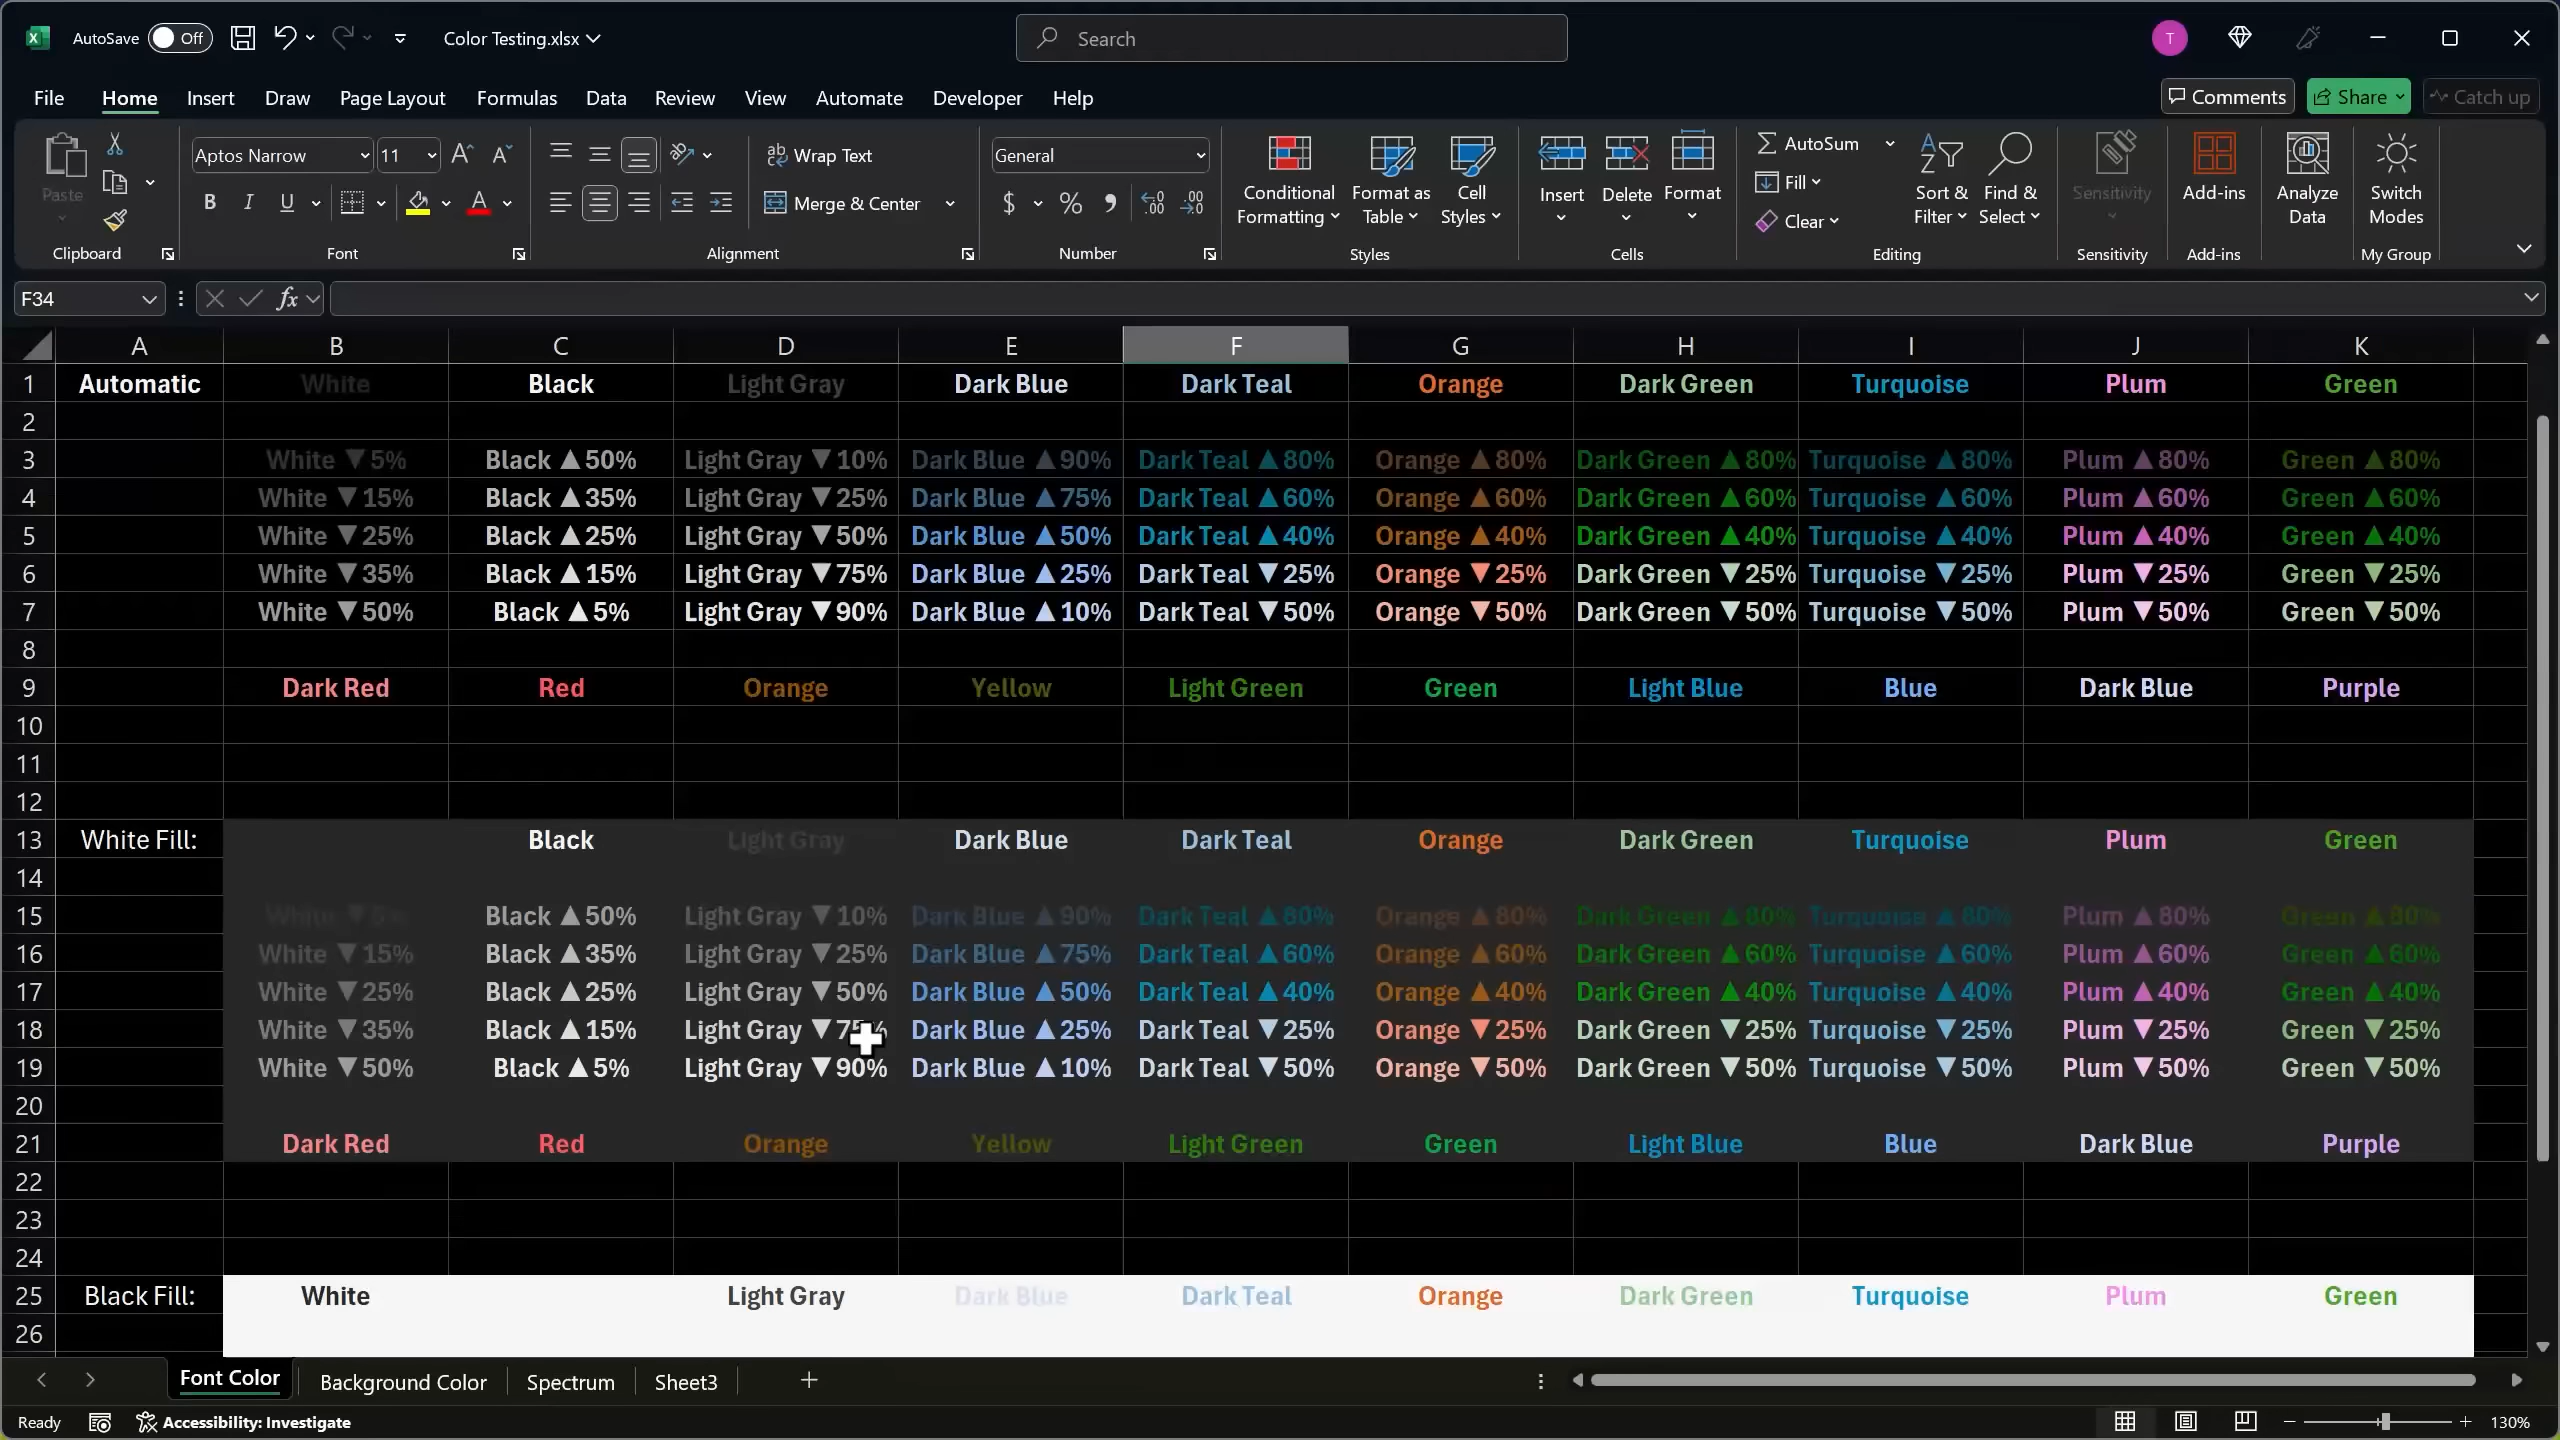 AutoSave Off Color Testing.xlsx Search T
File Home Insert Draw Page Layout Formulas Data Review View Automate Developer Help Comments Share Catch up
Paste Aptos Narrow 11 Wrap Text General Conditional Formatting Format as Table Cell Styles Insert Delete Format AutoSum Fill Clear Sort & Filter Find & Select Sensitivity Add-ins Analyze Data Switch Modes
B I U A Merge & Center $ % , .00
Clipboard Font Alignment Number Styles Cells Editing Sensitivity Add-ins My Group
F34 fx
A B C D E F G H I J K
1 Automatic White Black Light Gray Dark Blue Dark Teal Orange Dark Green Turquoise Plum Green
2
3 White ▼5% Black ▲50% Light Gray ▼10% Dark Blue ▲90% Dark Teal ▲80% Orange ▲80% Dark Green ▲80% Turquoise ▲80% Plum ▲80% Green ▲80%
4 White ▼15% Black ▲35% Light Gray ▼25% Dark Blue ▲75% Dark Teal ▲60% Orange ▲60% Dark Green ▲60% Turquoise ▲60% Plum ▲60% Green ▲60%
5 White ▼25% Black ▲25% Light Gray ▼50% Dark Blue ▲50% Dark Teal ▲40% Orange ▲40% Dark Green ▲40% Turquoise ▲40% Plum ▲40% Green ▲40%
6 White ▼35% Black ▲15% Light Gray ▼75% Dark Blue ▲25% Dark Teal ▼25% Orange ▼25% Dark Green ▼25% Turquoise ▼25% Plum ▼25% Green ▼25%
7 White ▼50% Black ▲5% Light Gray ▼90% Dark Blue ▲10% Dark Teal ▼50% Orange ▼50% Dark Green ▼50% Turquoise ▼50% Plum ▼50% Green ▼50%
8
9 Dark Red Red Orange Yellow Light Green Green Light Blue Blue Dark Blue Purple
10
11
12
13 White Fill: Black Light Gray Dark Blue Dark Teal Orange Dark Green Turquoise Plum Green
14
15 White ▼ Black ▲50% Light Gray ▼10% Dark Blue ▲90% Dark Teal ▲80% Orange ▲80% Dark Green ▲80% Turquoise ▲80% Plum ▲80% Green ▲80%
16 White ▼15% Black ▲35% Light Gray ▼25% Dark Blue ▲75% Dark Teal ▲60% Orange ▲60% Dark Green ▲60% Turquoise ▲60% Plum ▲60% Green ▲60%
17 White ▼25% Black ▲25% Light Gray ▼50% Dark Blue ▲50% Dark Teal ▲40% Orange ▲40% Dark Green ▲40% Turquoise ▲40% Plum ▲40% Green ▲40%
18 White ▼35% Black ▲15% Light Gray ▼75% Dark Blue ▲25% Dark Teal ▼25% Orange ▼25% Dark Green ▼25% Turquoise ▼25% Plum ▼25% Green ▼25%
19 White ▼50% Black ▲5% Light Gray ▼90% Dark Blue ▲10% Dark Teal ▼50% Orange ▼50% Dark Green ▼50% Turquoise ▼50% Plum ▼50% Green ▼50%
20
21 Dark Red Red Orange Yellow Light Green Green Light Blue Blue Dark Blue Purple
22
23
24
25 Black Fill: White Light Gray Dark Blue Dark Teal Orange Dark Green Turquoise Plum Green
26
Font Color Background Color Spectrum Sheet3 +
Ready Accessibility: Investigate 130%